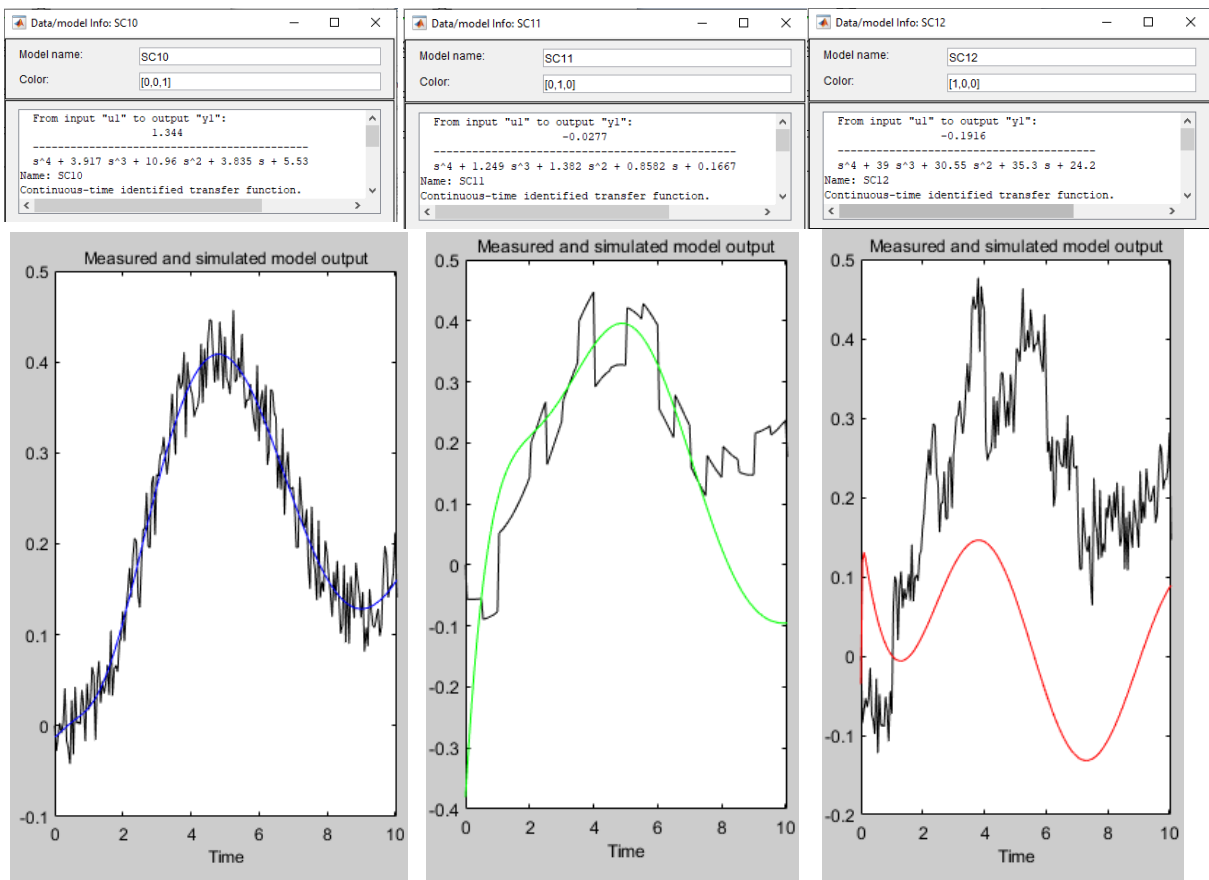 Data/model Info: SC10
Model name:
SC10
Color:
[0,0,1]
From input "u1" to output "y1":
1.344
----------------------------------------
s^4 + 3.917 s^3 + 10.96 s^2 + 3.835 s + 5.53
Name: SC10
Continuous-time identified transfer function.
Data/model Info: SC11
Model name:
SC11
Color:
[0,1,0]
From input "u1" to output "y1":
-0.0277
-------------------------------------------
s^4 + 1.249 s^3 + 1.382 s^2 + 0.8582 s + 0.1667
Name: SC11
Continuous-time identified transfer function.
Data/model Info: SC12
Model name:
SC12
Color:
[1,0,0]
From input "u1" to output "y1":
-0.1916
-------------------------------------
s^4 + 39 s^3 + 30.55 s^2 + 35.3 s + 24.2
Name: SC12
Continuous-time identified transfer function.
Measured and simulated model output
0.5
0.4
0.3
0.2
0.1
0
-0.1
0 2 4 6 8 10
Time
Measured and simulated model output
0.5
0.4
0.3
0.2
0.1
0
-0.1
-0.2
-0.3
-0.4
0 2 4 6 8 10
Time
Measured and simulated model output
0.5
0.4
0.3
0.2
0.1
0
-0.1
-0.2
0 2 4 6 8 10
Time